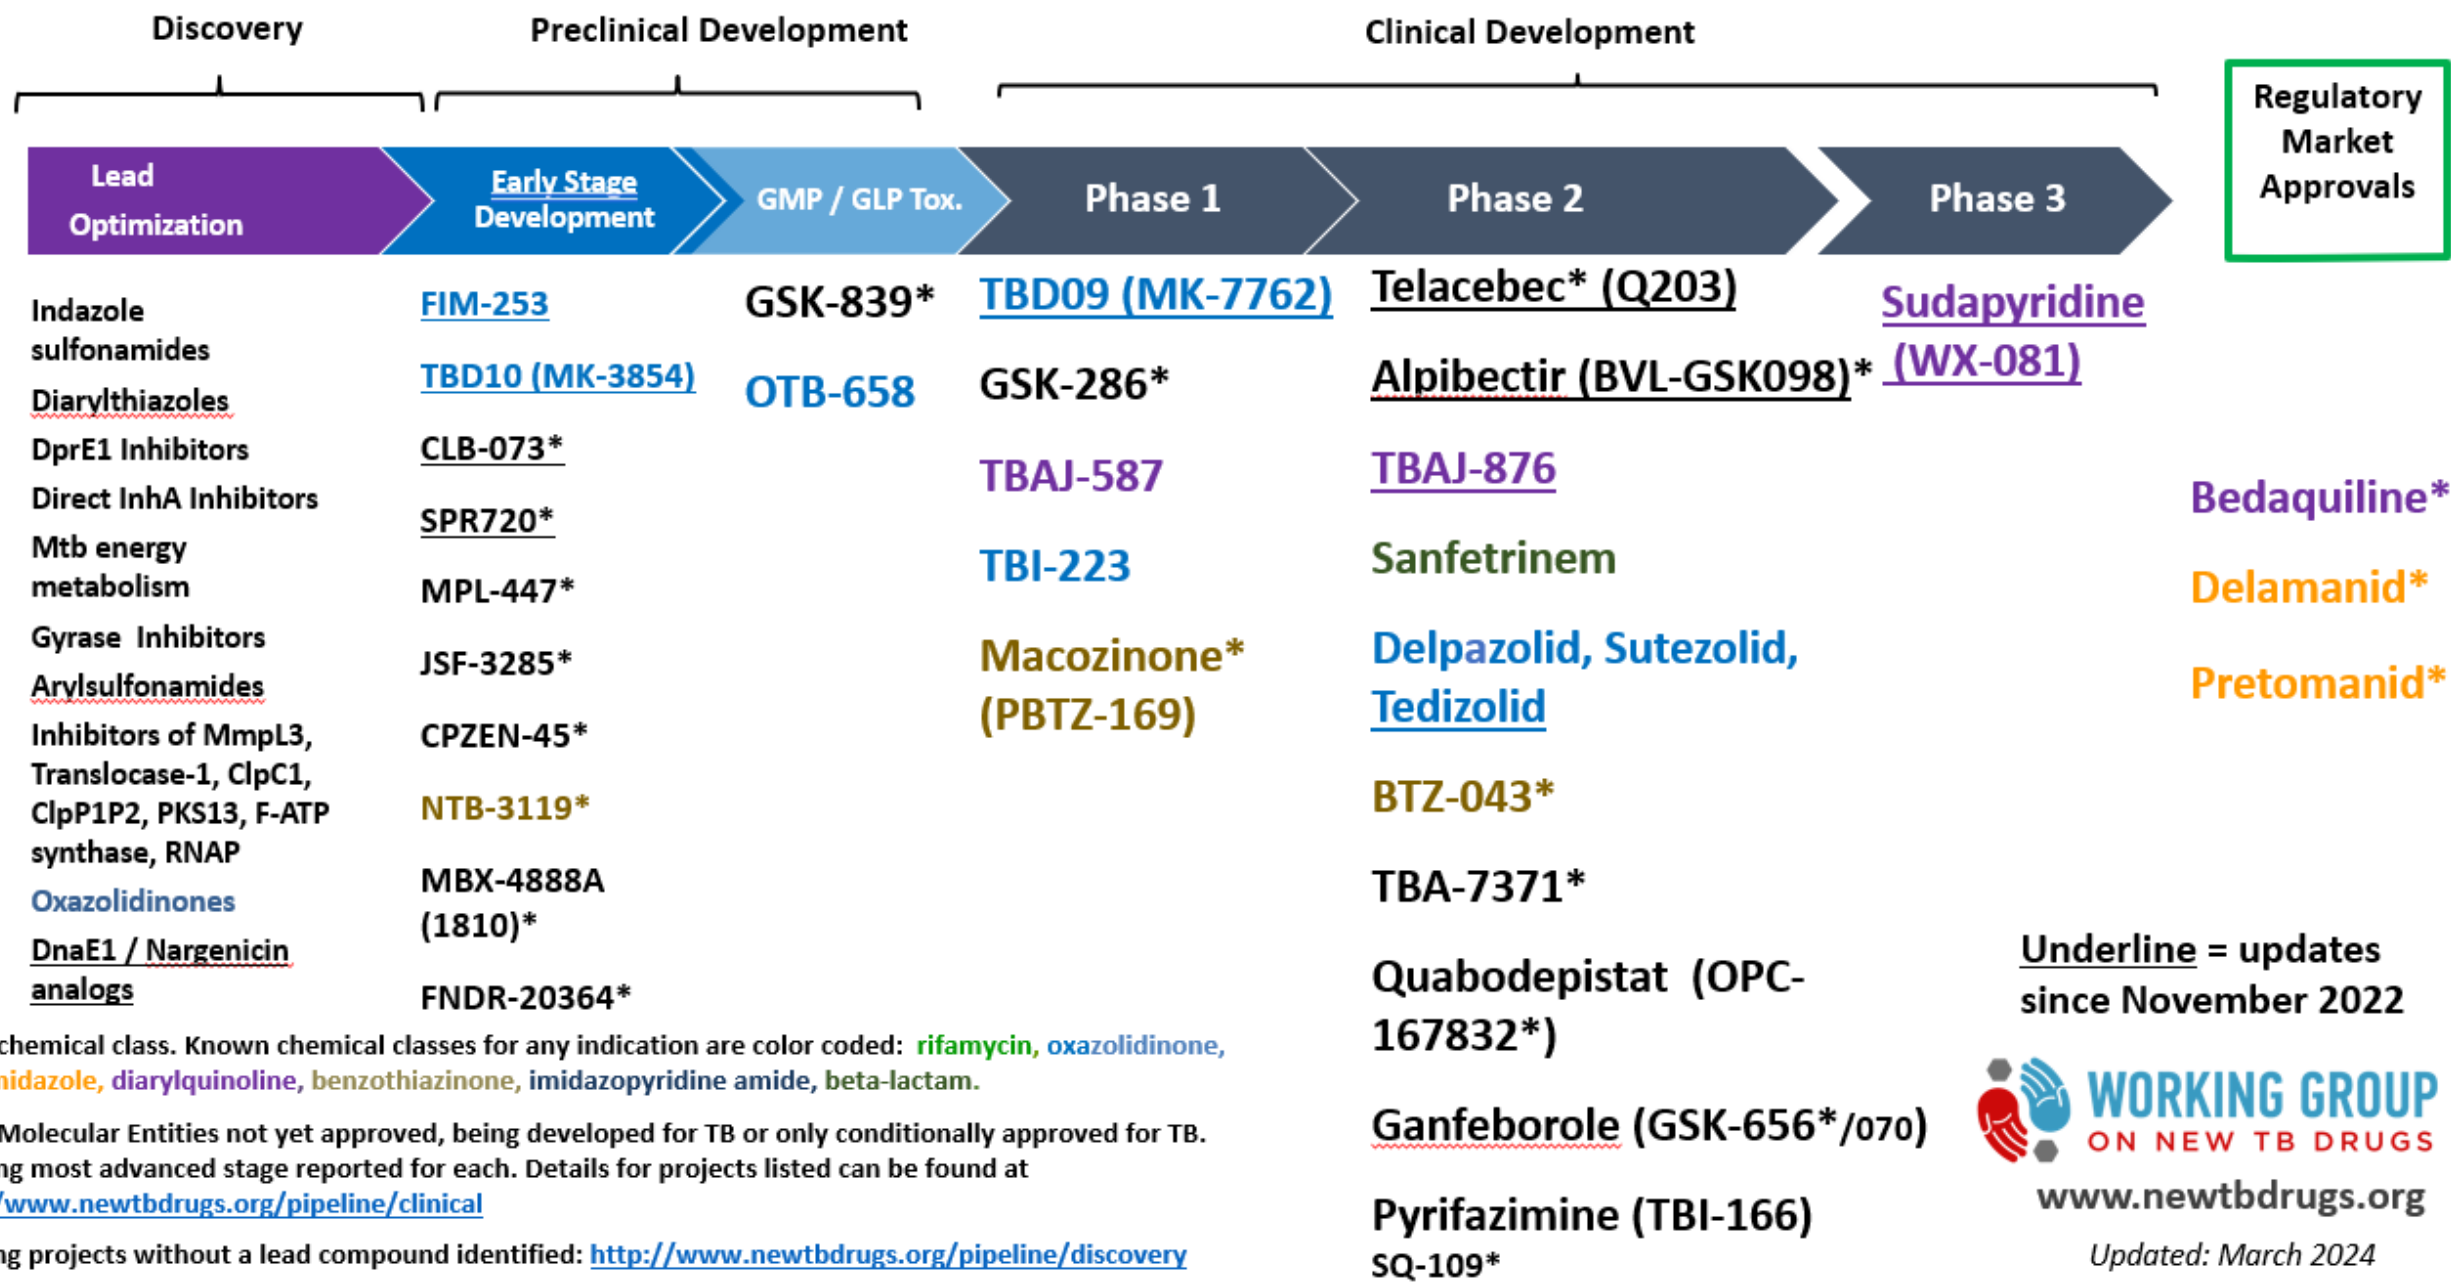 Discovery
Preclinical Development
Clinical Development
Regulatory
Market
Approvals
Lead
Optimization
Early Stage
Development
GMP / GLP Tox.
Phase 1
Phase 2
Phase 3
Indazole
sulfonamides
Diarylthiazoles
DprE1 Inhibitors
Direct InhA Inhibitors
Mtb energy
metabolism
Gyrase Inhibitors
Arylsulfonamides
Inhibitors of MmpL3,
Translocase-1, ClpC1,
ClpP1P2, PKS13, F-ATP
synthase, RNAP
Oxazolidinones
DnaE1 / Nargenicin
analogs
FIM-253
TBD10 (MK-3854)
CLB-073*
SPR720*
MPL-447*
JSF-3285*
CPZEN-45*
NTB-3119*
MBX-4888A
(1810)*
FNDR-20364*
GSK-839*
OTB-658
TBD09 (MK-7762)
GSK-286*
TBAJ-587
TBI-223
Macozinone*
(PBTZ-169)
Telacebec* (Q203)
Alpibectir (BVL-GSK098)*
TBAJ-876
Sanfetrinem
Delpazolid, Sutezolid,
Tedizolid
BTZ-043*
TBA-7371*
Quabodepistat (OPC-
167832*)
Ganfeborole (GSK-656*/070)
Pyrifazimine (TBI-166)
SQ-109*
Sudapyridine
(WX-081)
Bedaquiline*
Delamanid*
Pretomanid*
Underline = updates
since November 2022
chemical class. Known chemical classes for any indication are color coded: rifamycin, oxazolidinone,
nidazole, diarylquinoline, benzothiazinone, imidazopyridine amide, beta-lactam.
Molecular Entities not yet approved, being developed for TB or only conditionally approved for TB.
ng most advanced stage reported for each. Details for projects listed can be found at
/www.newtbdrugs.org/pipeline/clinical
ng projects without a lead compound identified: http://www.newtbdrugs.org/pipeline/discovery
WORKING GROUP
ON NEW TB DRUGS
www.newtbdrugs.org
Updated: March 2024